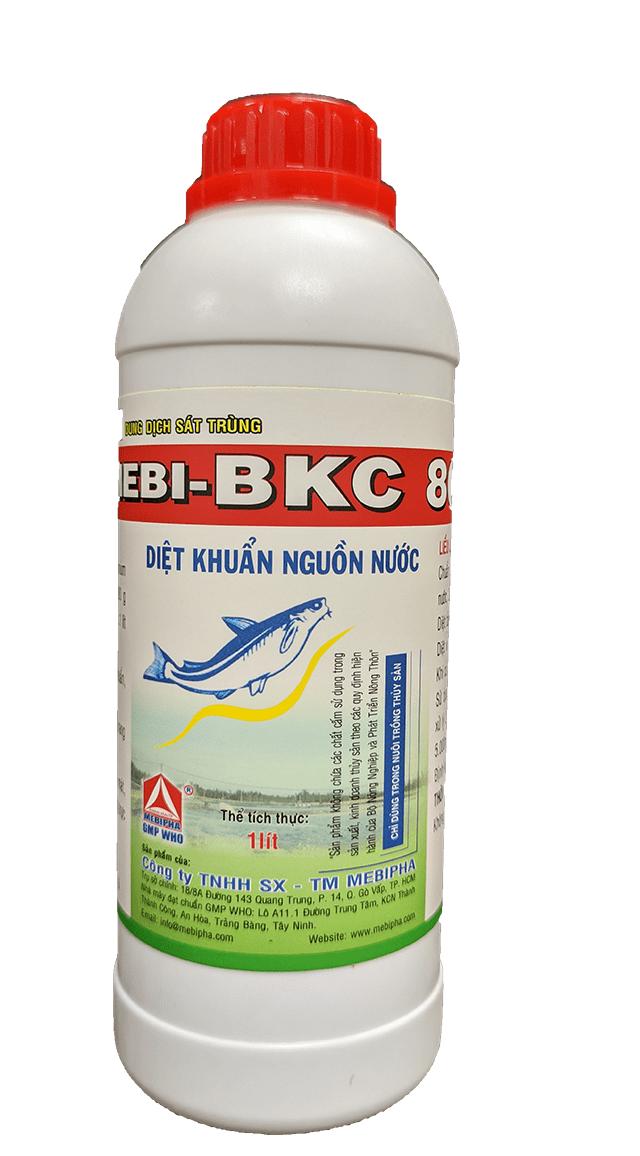 DUNG DỊCH SÁT TRÙNG
MEBI-BKC 80
DIỆT KHUẨN NGUỒN NƯỚC
"Sản phẩm không chứa các chất cấm sử dụng trong
sản xuất, kinh doanh thủy sản theo các quy định hiện
hành của Bộ Nông Nghiệp và Phát Triển Nông Thôn"
CHỈ DÙNG TRONG NUÔI TRỒNG THỦY SẢN
MEBIPHA
GMP WHO
®
Thể tích thực:
1 lít
Sản phẩm của:
Công ty TNHH SX - TM MEBIPHA
Trụ sở chính: 18/8A Đường 143 Quang Trung, P. 14, Q. Gò Vấp, TP. HCM
Nhà máy đạt chuẩn GMP WHO: Lô A11.1 Đường Trung Tâm, KCN Thành
Thành Công, An Hòa, Trảng Bàng, Tây Ninh.
Email: info@mebipha.com
Website: www.mebipha.com